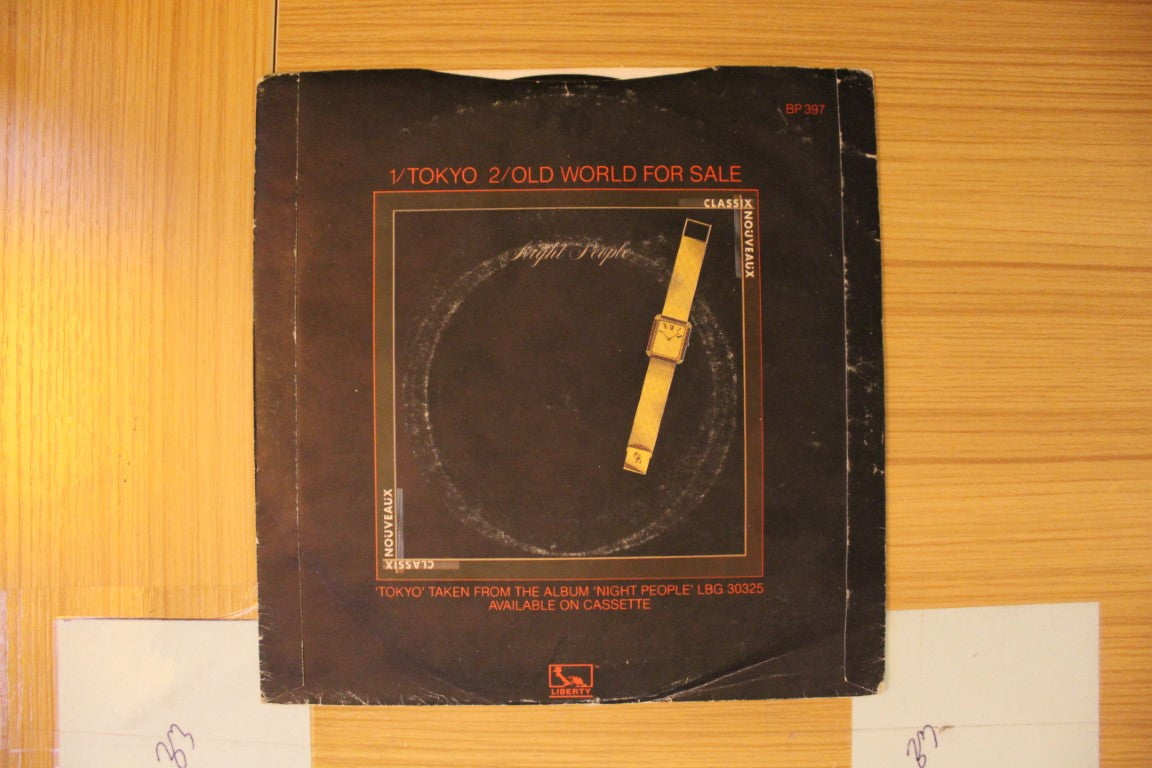 BP 397
1/TOKYO 2/OLD WORLD FOR SALE
CLASSIX
NOUVEAUX
Night People
NOUVEAUX
CLASSIX
'TOKYO' TAKEN FROM THE ALBUM 'NIGHT PEOPLE' LBG 30325
AVAILABLE ON CASSETTE
LIBERTY